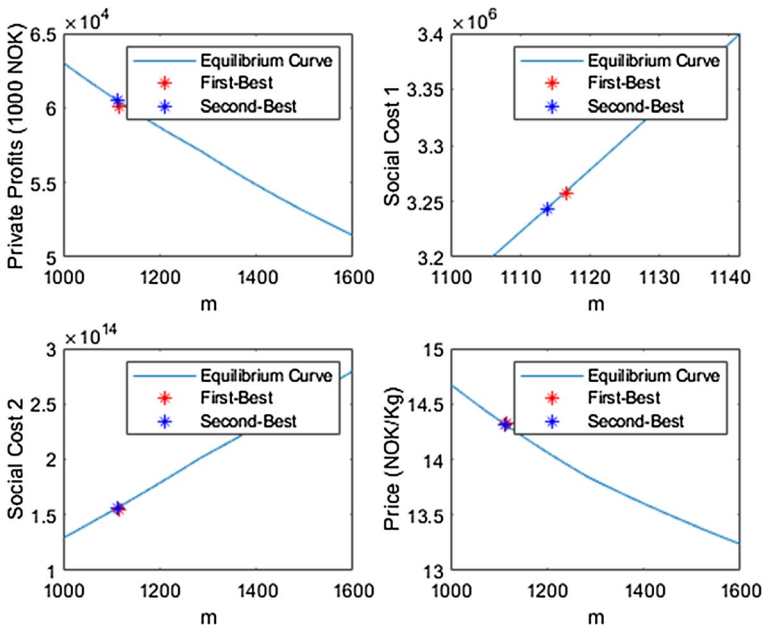 ×10⁴
6.5
6
5.5
5
Private Profits (1000 NOK)
Equilibrium Curve
First-Best
Second-Best
1000
1200
1400
1600
m
×10⁶
3.4
3.35
3.3
3.25
3.2
Social Cost 1
Equilibrium Curve
First-Best
Second-Best
1100
1110
1120
1130
1140
m
×10¹⁴
3
2.5
2
1.5
1
Social Cost 2
Equilibrium Curve
First-Best
Second-Best
1000
1200
1400
1600
m
15
14.5
14
13.5
13
Price (NOK/Kg)
Equilibrium Curve
First-Best
Second-Best
1000
1200
1400
1600
m